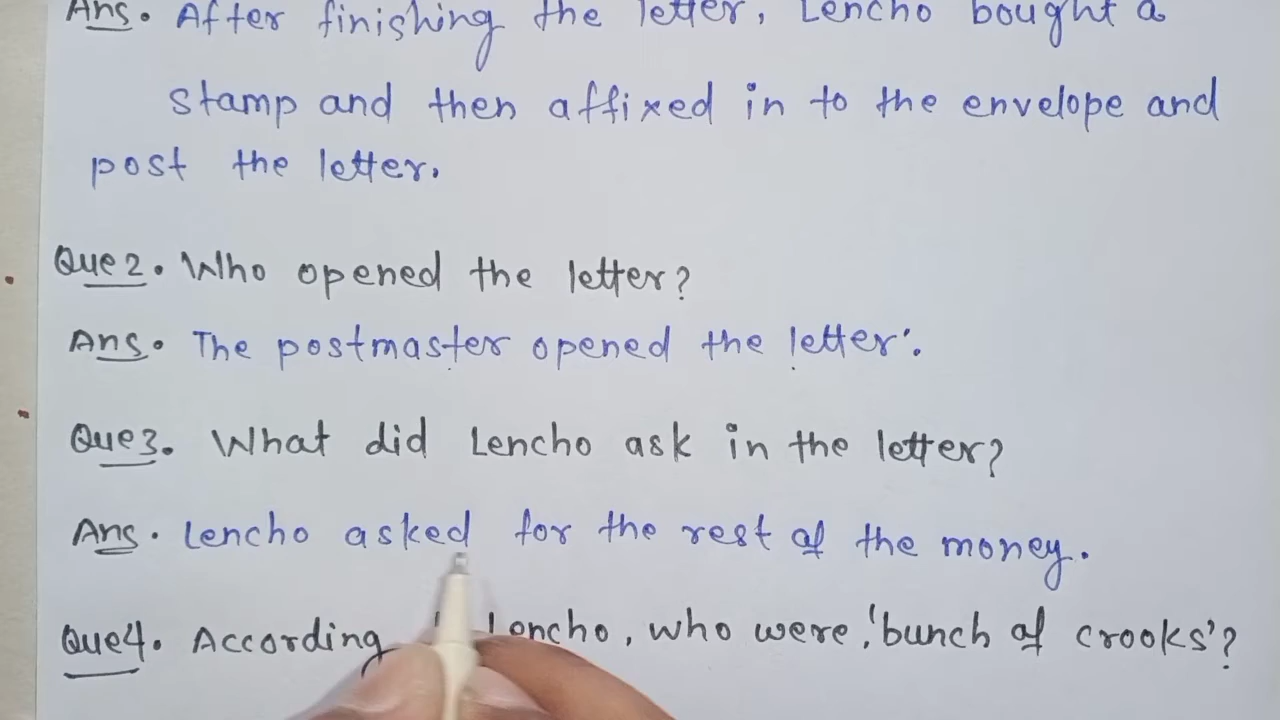 Ans. After finishing the letter, Lencho bought a
stamp and then affixed in to the envelope and
post the letter.
Que2. Who opened the letter?
Ans. The postmaster opened the letter.
Que3. What did Lencho ask in the letter?
Ans. Lencho asked for the rest of the money.
Que4. According Lencho, who were, 'bunch of crooks'?